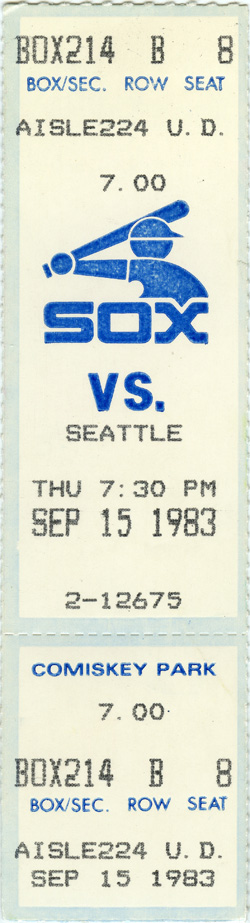 BOX214 B 8
BOX/SEC. ROW SEAT
AISLE224 U.D.
7.00
SOX
VS.
SEATTLE
THU 7:30 PM
SEP 15 1983
2-12675
COMISKEY PARK
7.00
BOX214 B 8
BOX/SEC. ROW SEAT
AISLE224 U.D.
SEP 15 1983